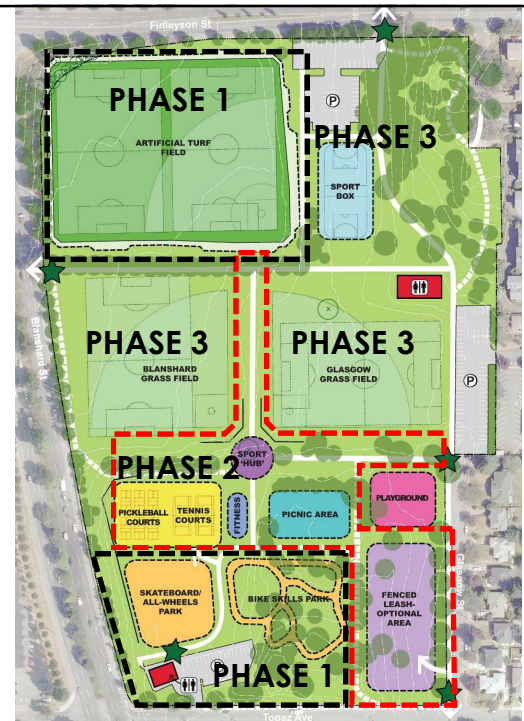 Finlayson St
PHASE 1
ARTIFICIAL TURF
FIELD
P
PHASE 3
SPORT
BOX
Blanshard St
PHASE 3
BLANSHARD
GRASS FIELD
PHASE 3
GLASGOW
GRASS FIELD
P
SPORT
'HUB'
PHASE 2
PICKLEBALL
COURTS
TENNIS
COURTS
FITNESS
PICNIC AREA
PLAYGROUND
SKATEBOARD/
ALL-WHEELS
PARK
BIKE SKILLS PARK
FENCED
LEASH-
OPTIONAL
AREA
P
PHASE 1
Topaz Ave